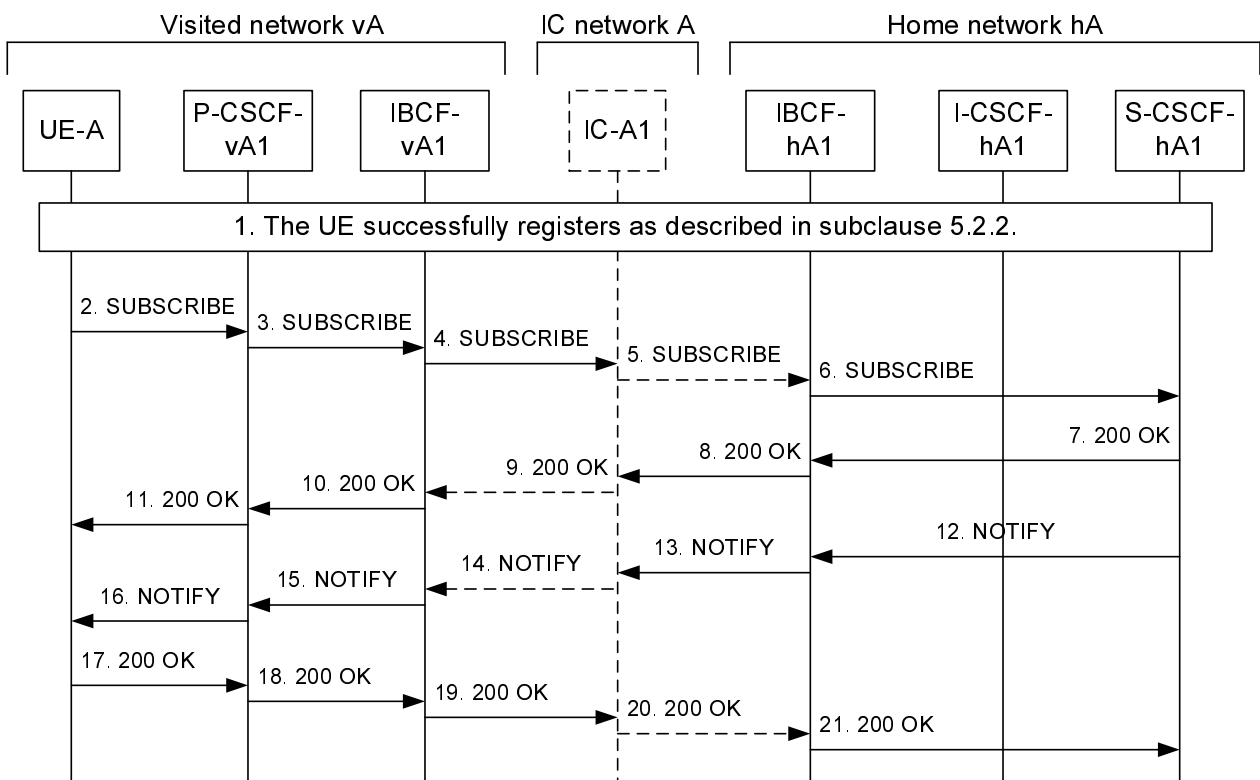 Visited network vA
IC network A
Home network hA
UE-A
P-CSCF-
vA1
IBCF-
vA1
IC-A1
IBCF-
hA1
I-CSCF-
hA1
S-CSCF-
hA1
1. The UE successfully registers as described in subclause 5.2.2.
2. SUBSCRIBE
3. SUBSCRIBE
4. SUBSCRIBE
5. SUBSCRIBE
6. SUBSCRIBE
7. 200 OK
8. 200 OK
9. 200 OK
10. 200 OK
11. 200 OK
12. NOTIFY
13. NOTIFY
14. NOTIFY
15. NOTIFY
16. NOTIFY
17. 200 OK
18. 200 OK
19. 200 OK
20. 200 OK
21. 200 OK